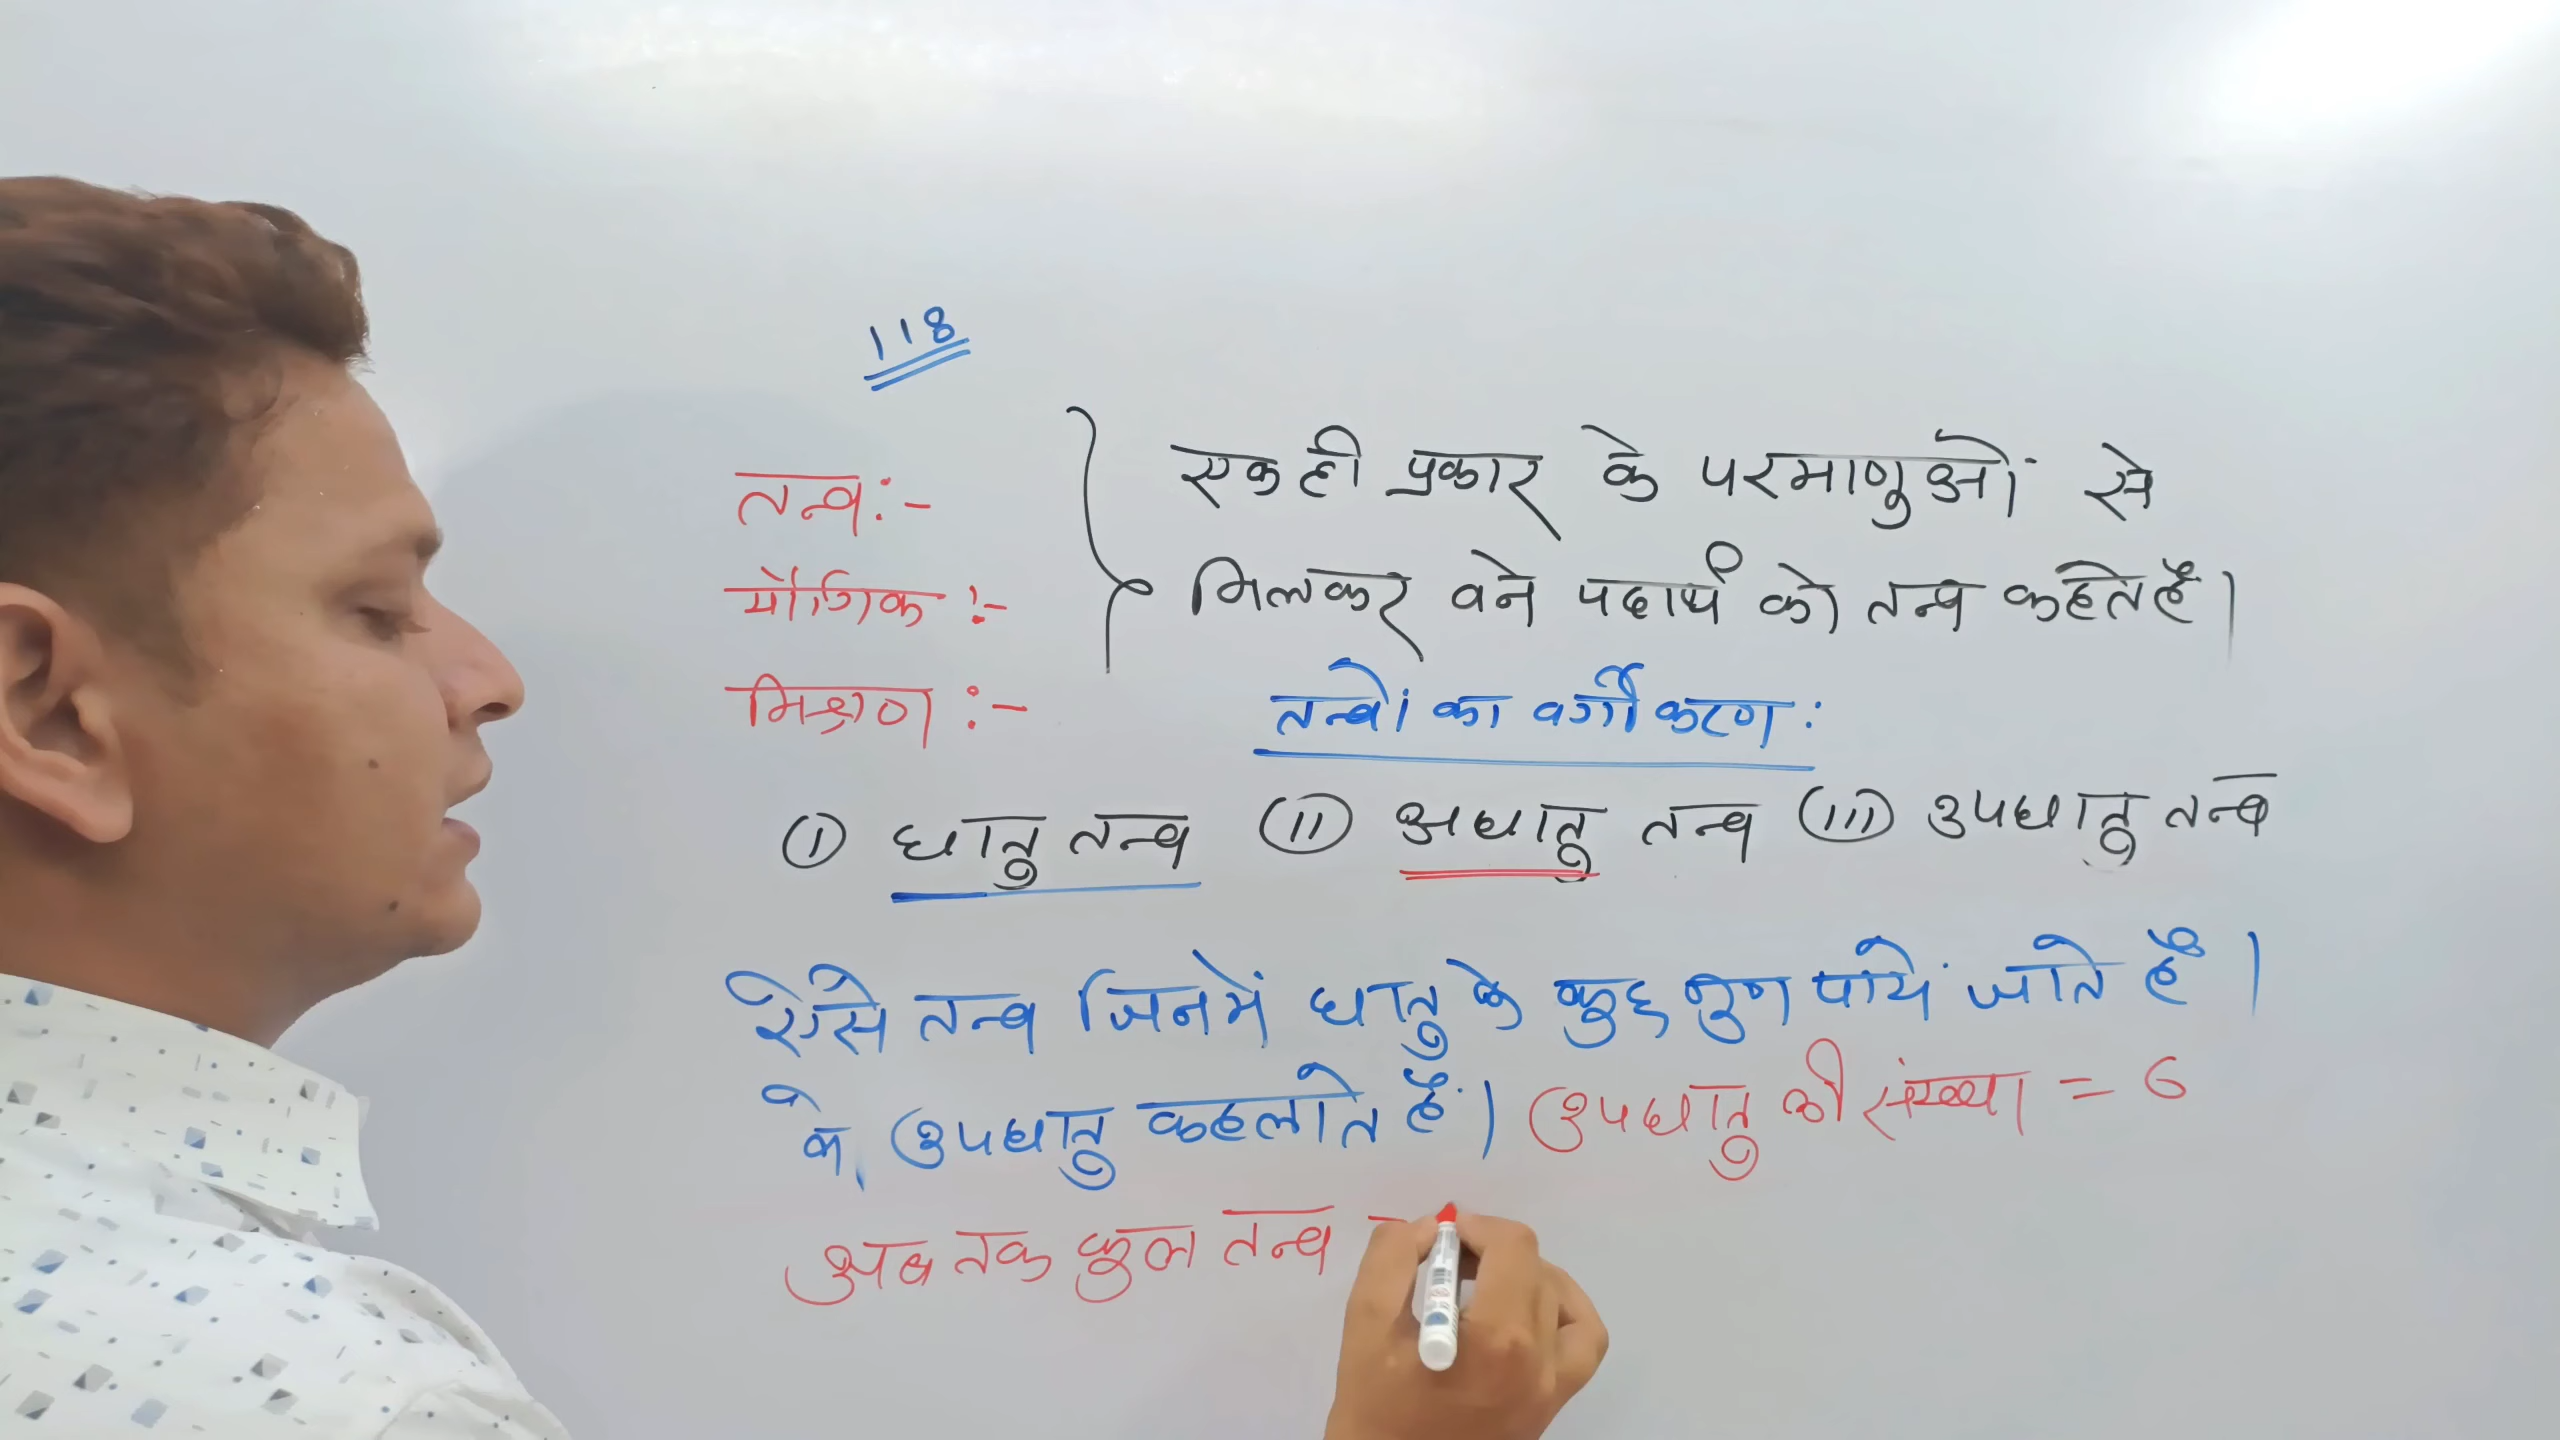 118
तत्व :-
एक ही प्रकार के परमाणुओं से
यौगिक :-
मिलकर बने पदार्थ को तत्व कहते है।
मिश्रण :-
तत्वों का वर्गीकरण :
(I) धातु तत्व (II) अधातु तत्व (III) उपधातु तत्व
ऐसे तत्व जिनमें धातु के कुछ गुण पाये जाते है।
उपधातु कहलाते हैं। उपधातु की संख्या = 6
अब तक कुल तत्व